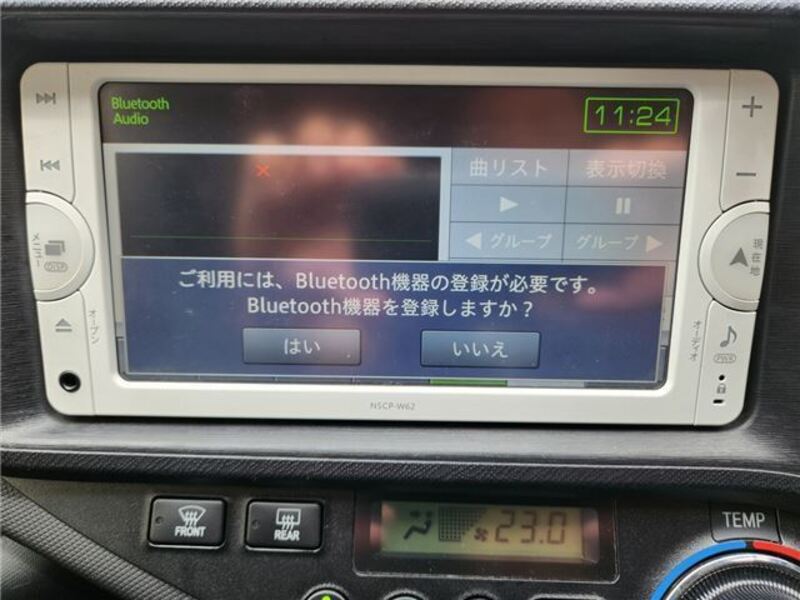 Bluetooth
Audio
11:24
曲リスト
表示切換
グループ
グループ
ご利用には、Bluetooth機器の登録が必要です。
Bluetooth機器を登録しますか？
はい
いいえ
メニュー
DISP
オープン
現在地
オーディオ
PWR
NSCP-W62
FRONT
REAR
23.0
TEMP